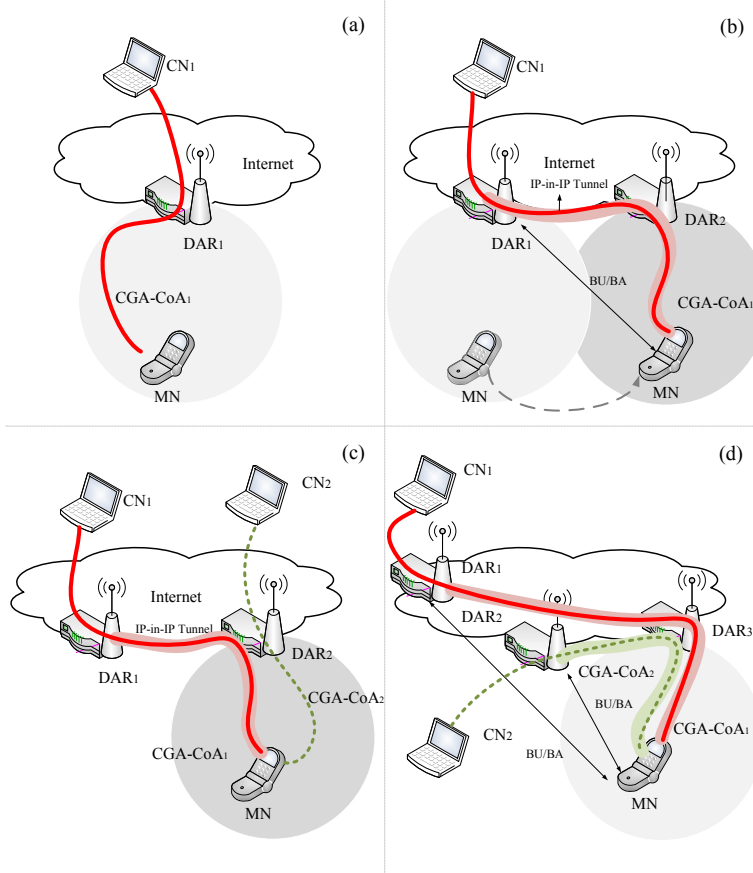 (a)
CN1
Internet
DAR1
CGA-CoA1
MN
(b)
CN1
Internet
IP-in-IP Tunnel
DAR1
DAR2
BU/BA
CGA-CoA1
MN
MN
(c)
CN1
CN2
Internet
IP-in-IP Tunnel
DAR1
DAR2
CGA-CoA2
CGA-CoA1
MN
(d)
CN1
DAR1
DAR2
DAR3
CGA-CoA2
BU/BA
CGA-CoA1
CN2
BU/BA
MN